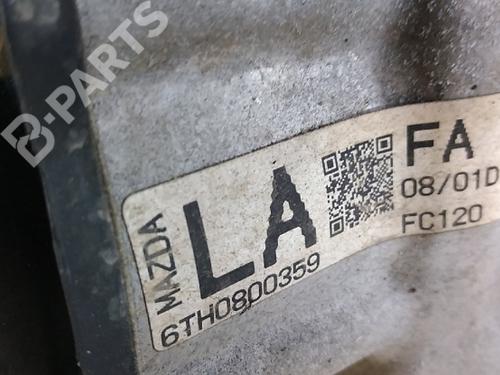 B-PARTS
MAZDA
LA
6TH0800359
FA
08/01D
FC120